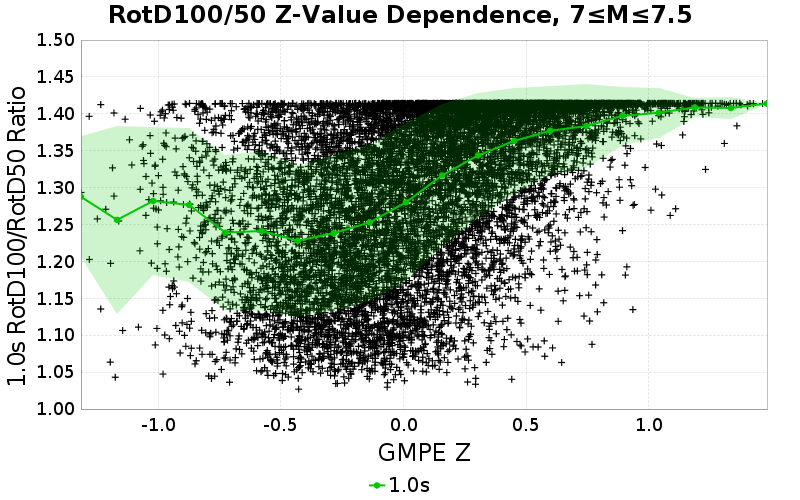 RotD100/50 Z-Value Dependence, 7≤M≤7.5
1.0s RotD100/RotD50 Ratio
1.50
1.45
1.40
1.35
1.30
1.25
1.20
1.15
1.10
1.05
1.00
-1.0 -0.5 0.0 0.5 1.0
GMPE Z
1.0s